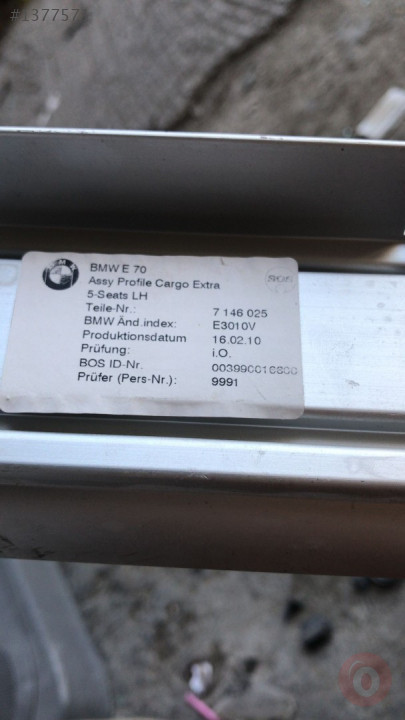 #137757
BMW E 70
Assy Profile Cargo Extra
5-Seats LH
Teile-Nr.: 7 146 025
BMW Änd.index: E3010V
Produktionsdatum 16.02.10
Prüfung: i.O.
BOS ID-Nr.
Prüfer (Pers-Nr.): 9991